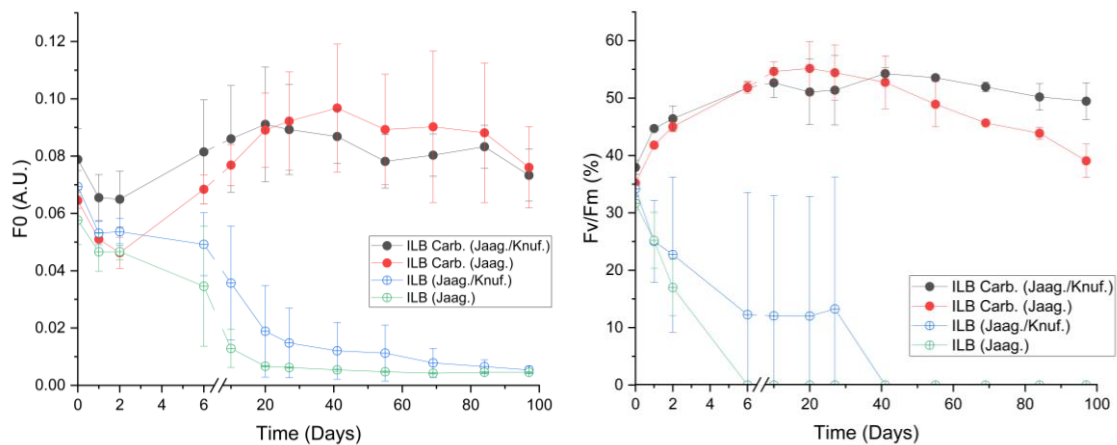 0.12
0.10
0.08
0.06
0.04
0.02
0.00
F0 (A.U.)
ILB Carb. (Jaag./Knuf.)
ILB Carb. (Jaag.)
ILB (Jaag./Knuf.)
ILB (Jaag.)
0 2 6 20 40 60 80 100
Time (Days)
60
50
40
30
20
10
0
Fv/Fm (%)
ILB Carb. (Jaag./Knuf.)
ILB Carb. (Jaag.)
ILB (Jaag./Knuf.)
ILB (Jaag.)
0 2 6 20 40 60 80 100
Time (Days)